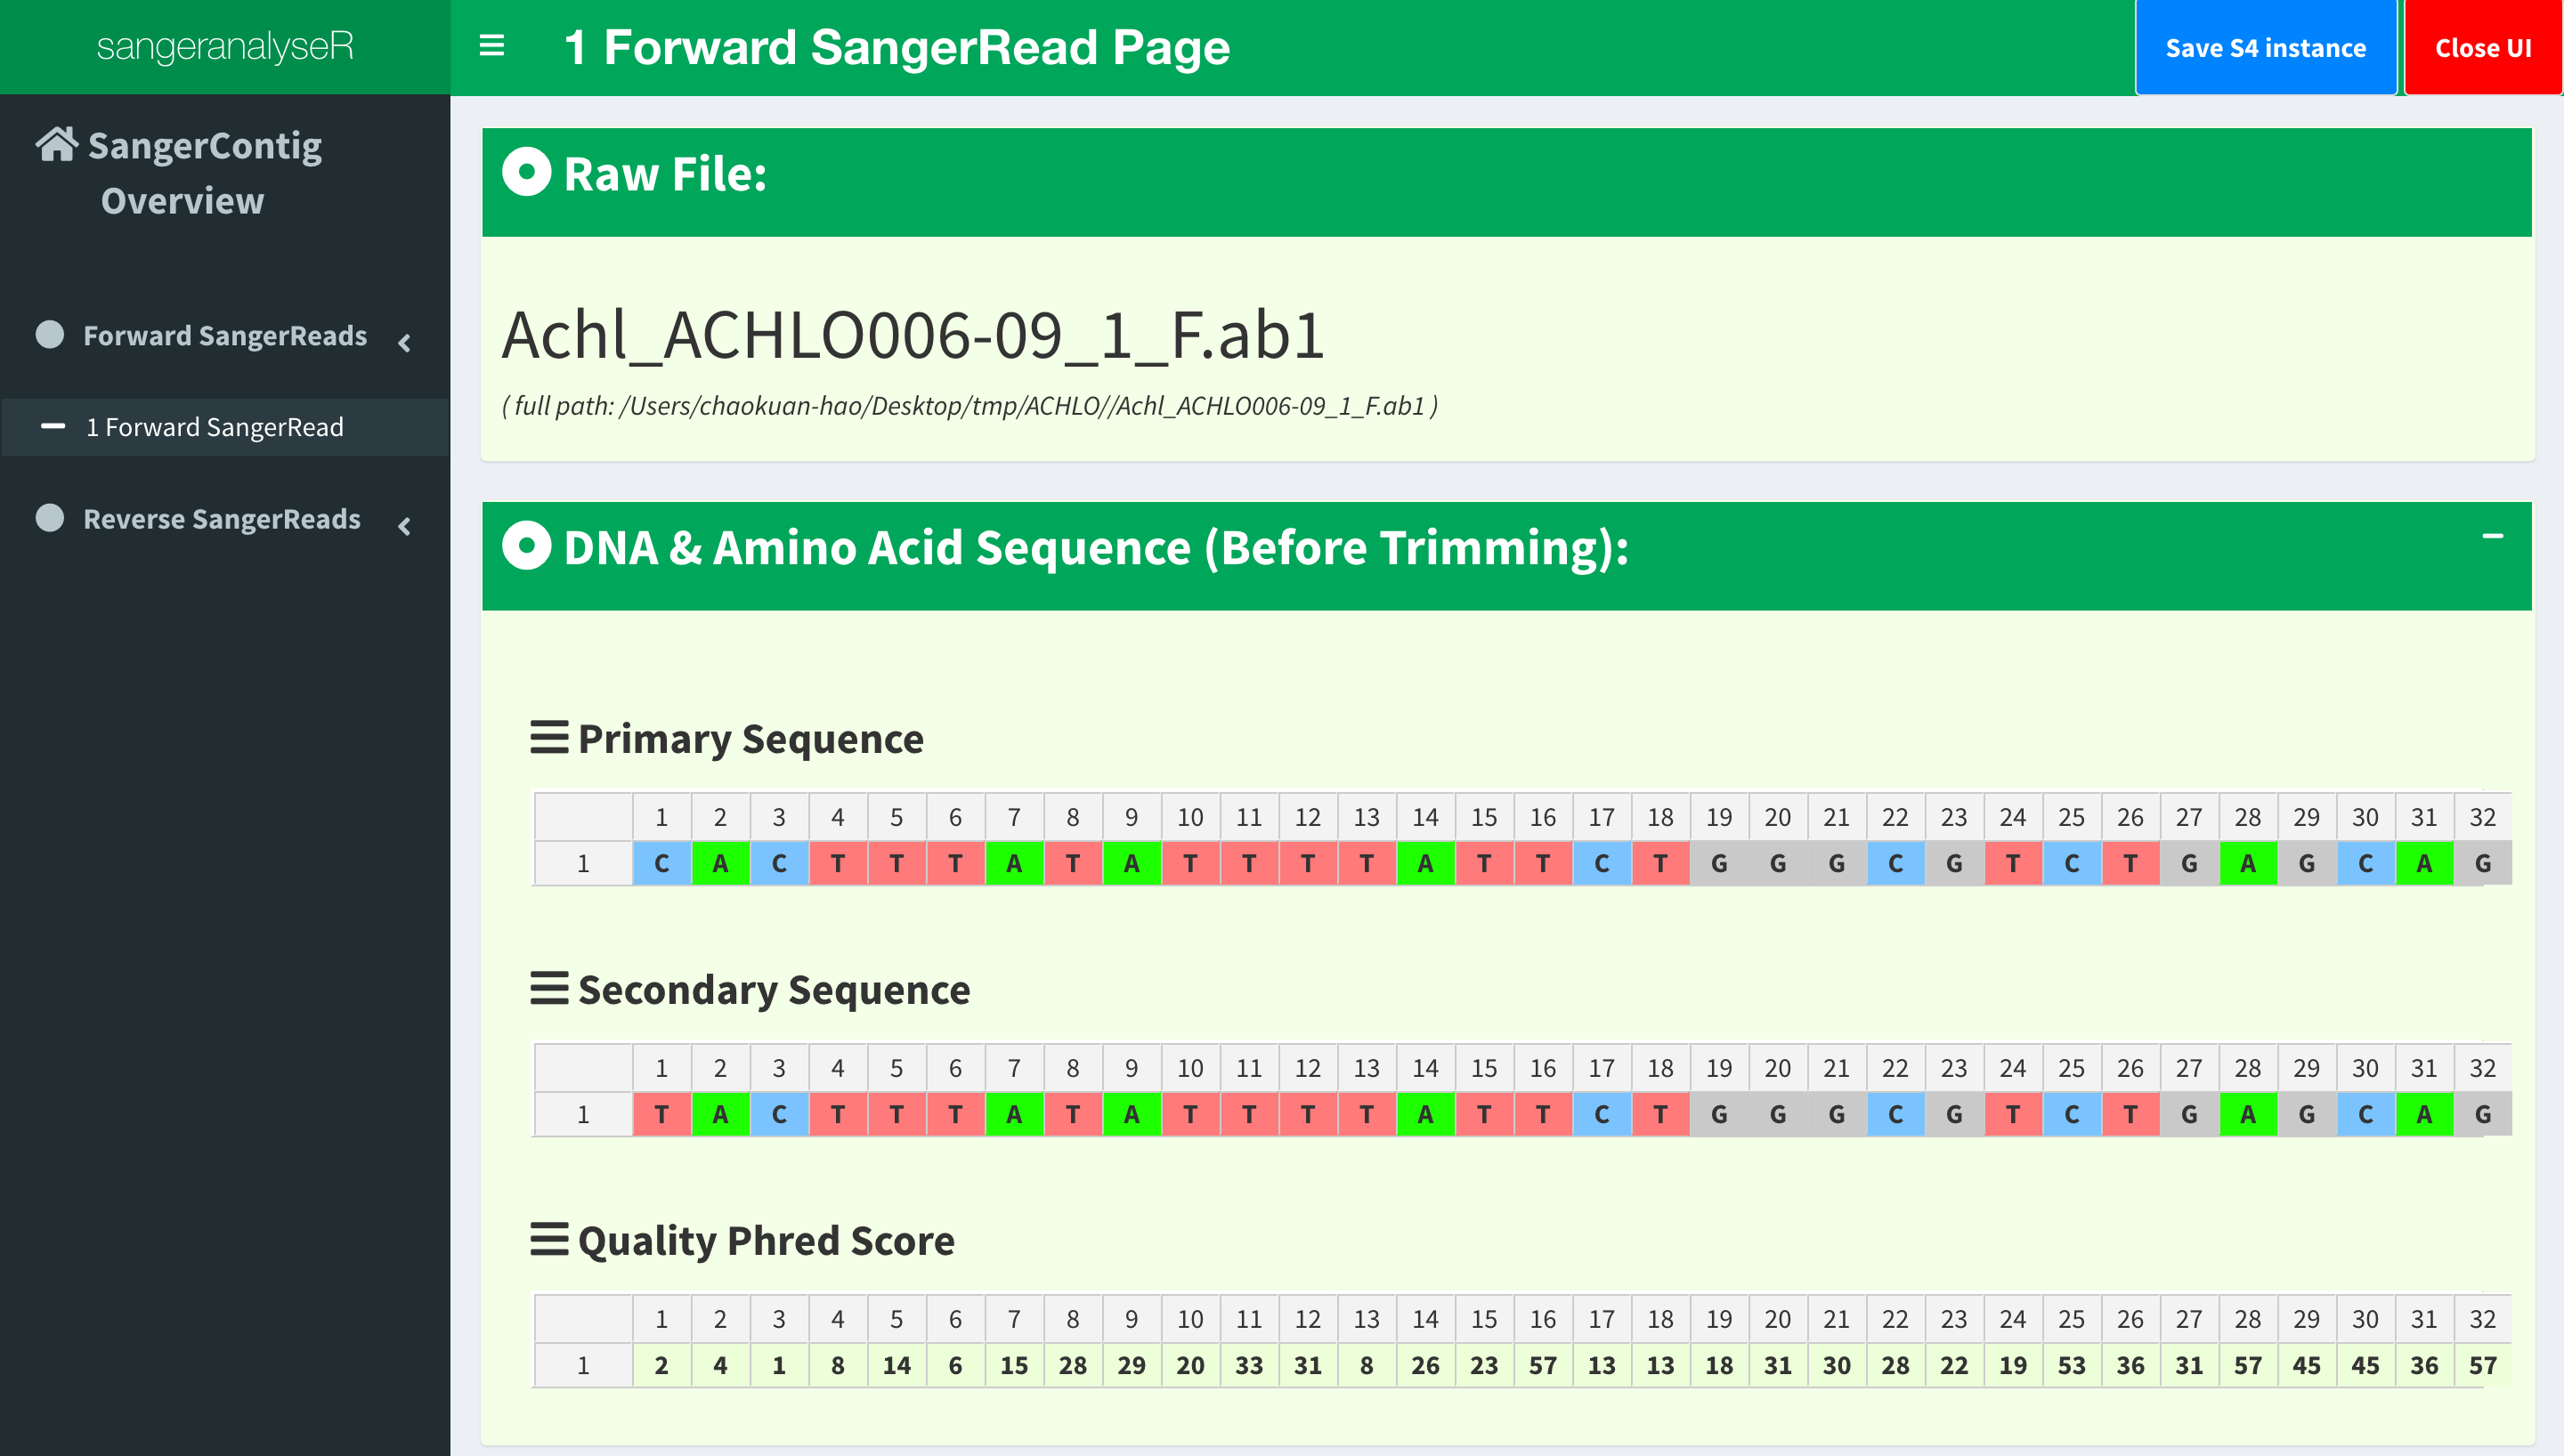 sangeranalyseR
1 Forward SangerRead Page
Save S4 instance
Close UI
SangerContig
Overview
Forward SangerReads
1 Forward SangerRead
Reverse SangerReads
Raw File:
Achl_ACHLO006-09_1_F.ab1
( full path: /Users/chaokuan-hao/Desktop/tmp/ACHLO//Achl_ACHLO006-09_1_F.ab1 )
DNA & Amino Acid Sequence (Before Trimming):
Primary Sequence
1 2 3 4 5 6 7 8 9 10 11 12 13 14 15 16 17 18 19 20 21 22 23 24 25 26 27 28 29 30 31 32
1 C A C T T T A T A T T T T A T T C T G G G C G T C T G A G C A G
Secondary Sequence
1 2 3 4 5 6 7 8 9 10 11 12 13 14 15 16 17 18 19 20 21 22 23 24 25 26 27 28 29 30 31 32
1 T A C T T T A T A T T T T A T T C T G G G C G T C T G A G C A G
Quality Phred Score
1 2 3 4 5 6 7 8 9 10 11 12 13 14 15 16 17 18 19 20 21 22 23 24 25 26 27 28 29 30 31 32
1 2 4 1 8 14 6 15 28 29 20 33 31 8 26 23 57 13 13 18 31 30 28 22 19 53 36 31 57 45 45 36 57